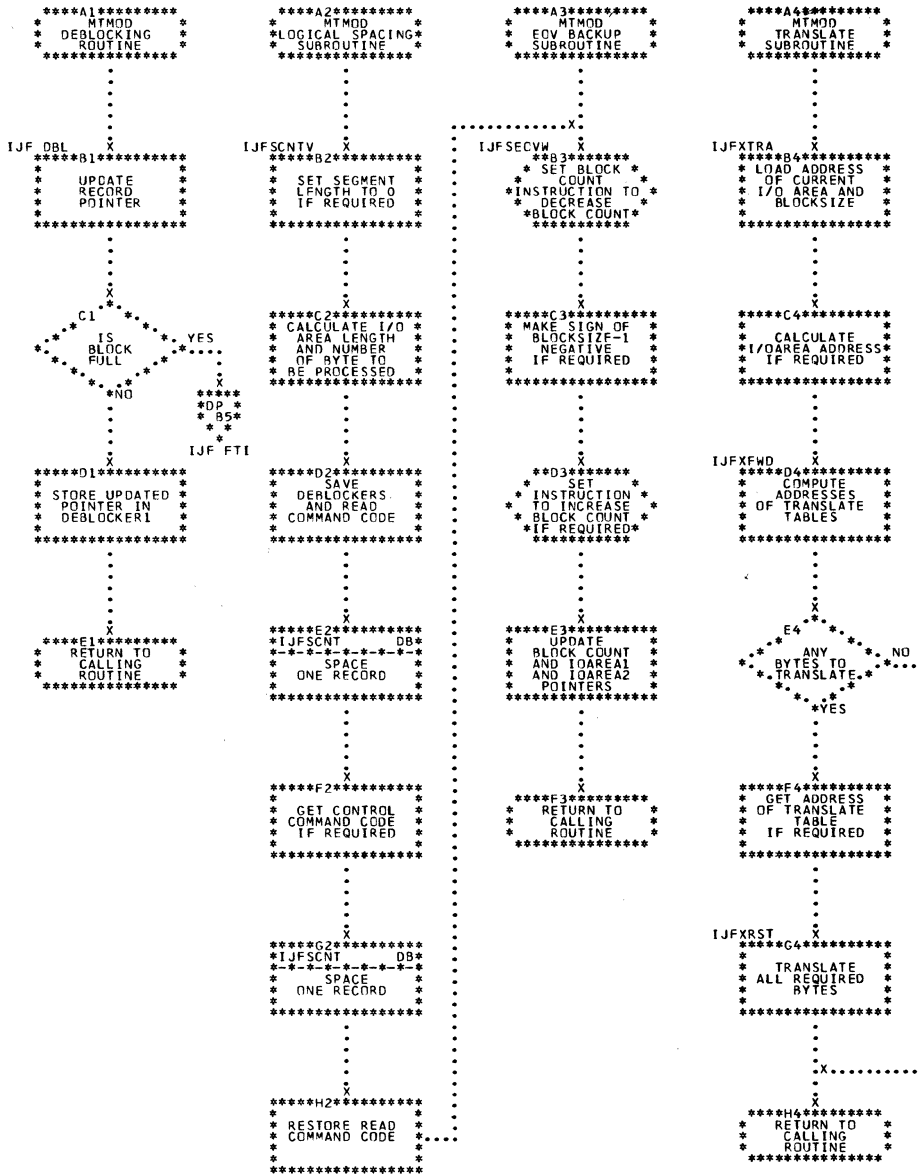 A1
MTMOD
DEBLOCKING
ROUTINE
IJF DBL
B1
UPDATE
RECORD
POINTER
C1
IS
BLOCK
FULL
YES
NO
DP
B5
IJF FTI
D1
STORE UPDATED
POINTER IN
DEBLOCKER1
E1
RETURN TO
CALLING
ROUTINE
A2
MTMOD
LOGICAL SPACING
SUBROUTINE
IJFSCNTV
B2
SET SEGMENT
LENGTH TO 0
IF REQUIRED
C2
CALCULATE I/O
AREA LENGTH
AND NUMBER
OF BYTE TO
BE PROCESSED
D2
SAVE
DEBLOCKERS
AND READ
COMMAND CODE
E2
IJFSCNT DB
SPACE
ONE RECORD
F2
GET CONTROL
COMMAND CODE
IF REQUIRED
G2
IJFSCNT DB
SPACE
ONE RECORD
H2
RESTORE READ
COMMAND CODE
A3
MTMOD
EOV BACKUP
SUBROUTINE
IJFSECVW
B3
SET BLOCK
COUNT
INSTRUCTION TO
DECREASE
BLOCK COUNT
C3
MAKE SIGN OF
BLOCKSIZE-1
NEGATIVE
IF REQUIRED
D3
SET
INSTRUCTION
TO INCREASE
BLOCK COUNT
IF REQUIRED
E3
UPDATE
BLOCK COUNT
AND IOAREA1
AND IOAREA2
POINTERS
F3
RETURN TO
CALLING
ROUTINE
A4
MTMOD
TRANSLATE
SUBROUTINE
IJFXTRA
B4
LOAD ADDRESS
OF CURRENT
I/O AREA AND
BLOCKSIZE
C4
CALCULATE
I/OAREA ADDRESS
IF REQUIRED
IJFXFWD
D4
COMPUTE
ADDRESSES
OF TRANSLATE
TABLES
E4
ANY
BYTES TO
TRANSLATE
NO
YES
F4
GET ADDRESS
OF TRANSLATE
TABLE
IF REQUIRED
IJFXRST
G4
TRANSLATE
ALL REQUIRED
BYTES
H4
RETURN TO
CALLING
ROUTINE